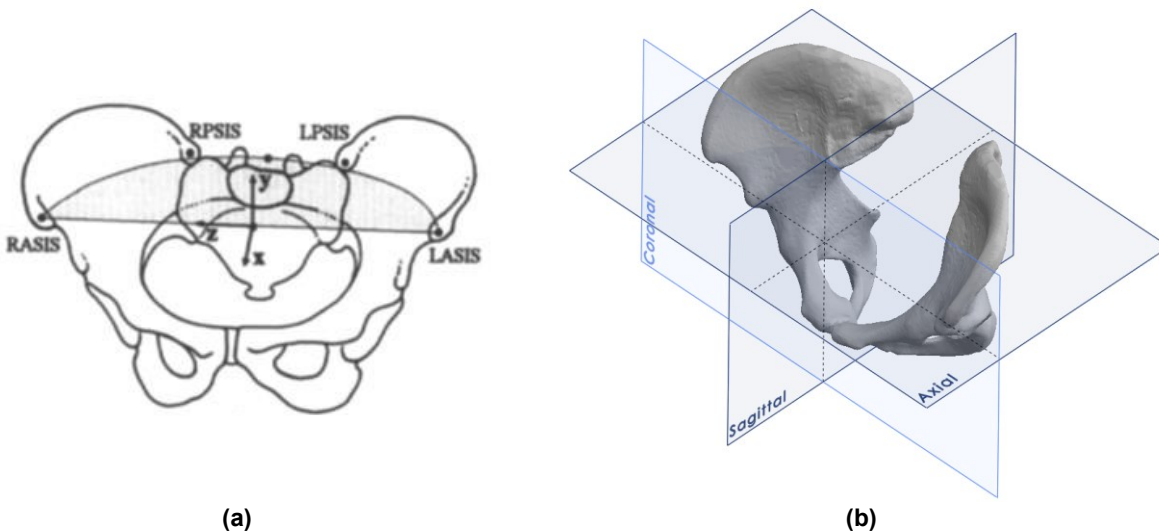 RPSIS LPSIS
y
RASIS
z
x
LASIS
Coronal
Sagittal
Axial
(a)
(b)